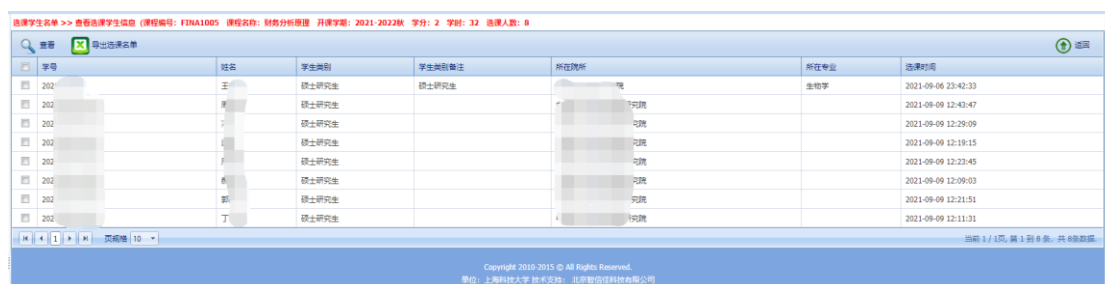 选课学生名单 >> 查看选课学生信息 (课程编号: FINA1005 课程名称: 财务分析原理 开课学期: 2021-2022秋 学分: 2 学时: 32 选课人数: 8
查看 导出选课名单 返回
学号 姓名 学生类别 学生类别备注 所在院所 所在专业 选课时间
202 王 硕士研究生 硕士研究生 院 生物学 2021-09-06 23:42:33
202 硕士研究生 究院 2021-09-09 12:43:47
202 硕士研究生 究院 2021-09-09 12:29:09
202 硕士研究生 究院 2021-09-09 12:19:15
202 硕士研究生 究院 2021-09-09 12:23:45
202 硕士研究生 究院 2021-09-09 12:09:03
202 郭 硕士研究生 究院 2021-09-09 12:21:51
202 丁 硕士研究生 究院 2021-09-09 12:11:31
1 页规格 10 当前 1 / 1页, 第 1 到 8 条, 共 8条数据.
Copyright 2010-2015 © All Rights Reserved.
单位: 上海科技大学 技术支持: 北京智信佳科技有限公司